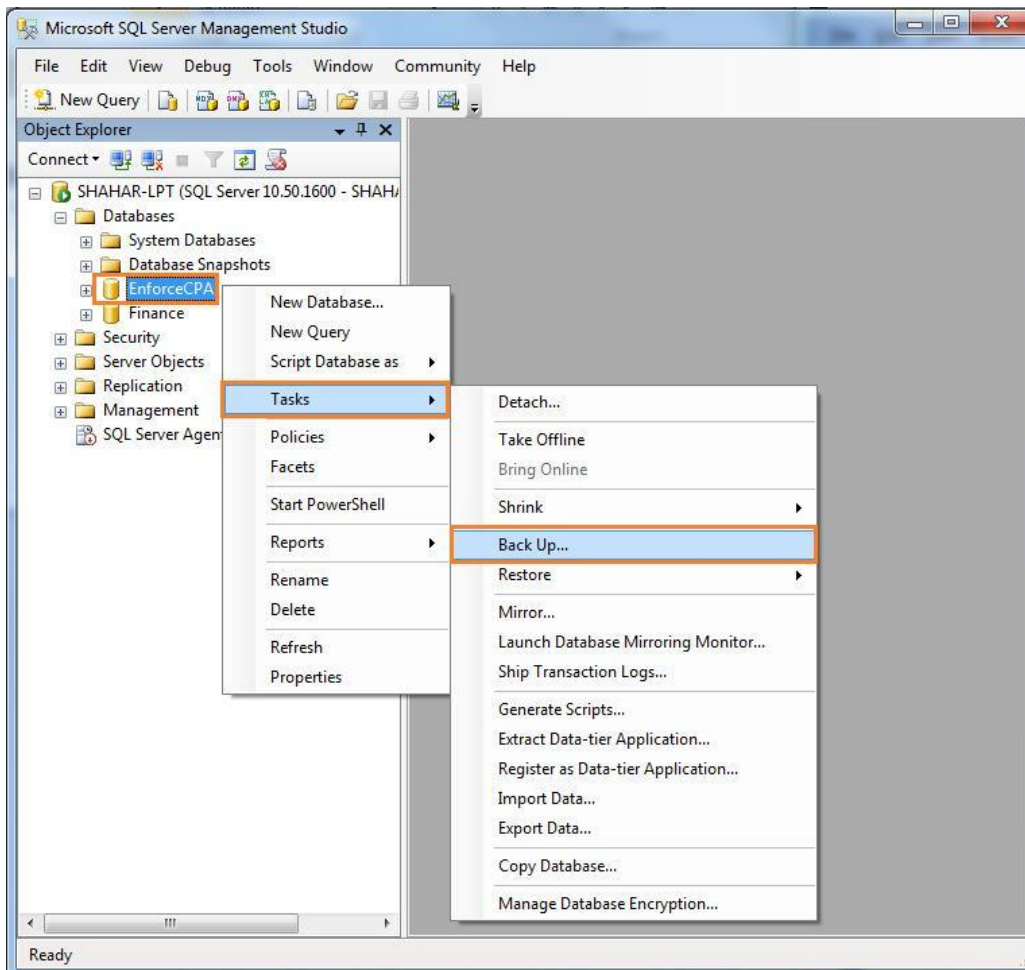 Microsoft SQL Server Management Studio
File Edit View Debug Tools Window Community Help
New Query
Object Explorer
Connect
SHAHAR-LPT (SQL Server 10.50.1600 - SHAHA
Databases
System Databases
Database Snapshots
EnforceCPA
Finance
Security
Server Objects
Replication
Management
SQL Server Agen
New Database...
New Query
Script Database as
Tasks
Policies
Facets
Start PowerShell
Reports
Rename
Delete
Refresh
Properties
Detach...
Take Offline
Bring Online
Shrink
Back Up...
Restore
Mirror...
Launch Database Mirroring Monitor...
Ship Transaction Logs...
Generate Scripts...
Extract Data-tier Application...
Register as Data-tier Application...
Import Data...
Export Data...
Copy Database...
Manage Database Encryption...
Ready